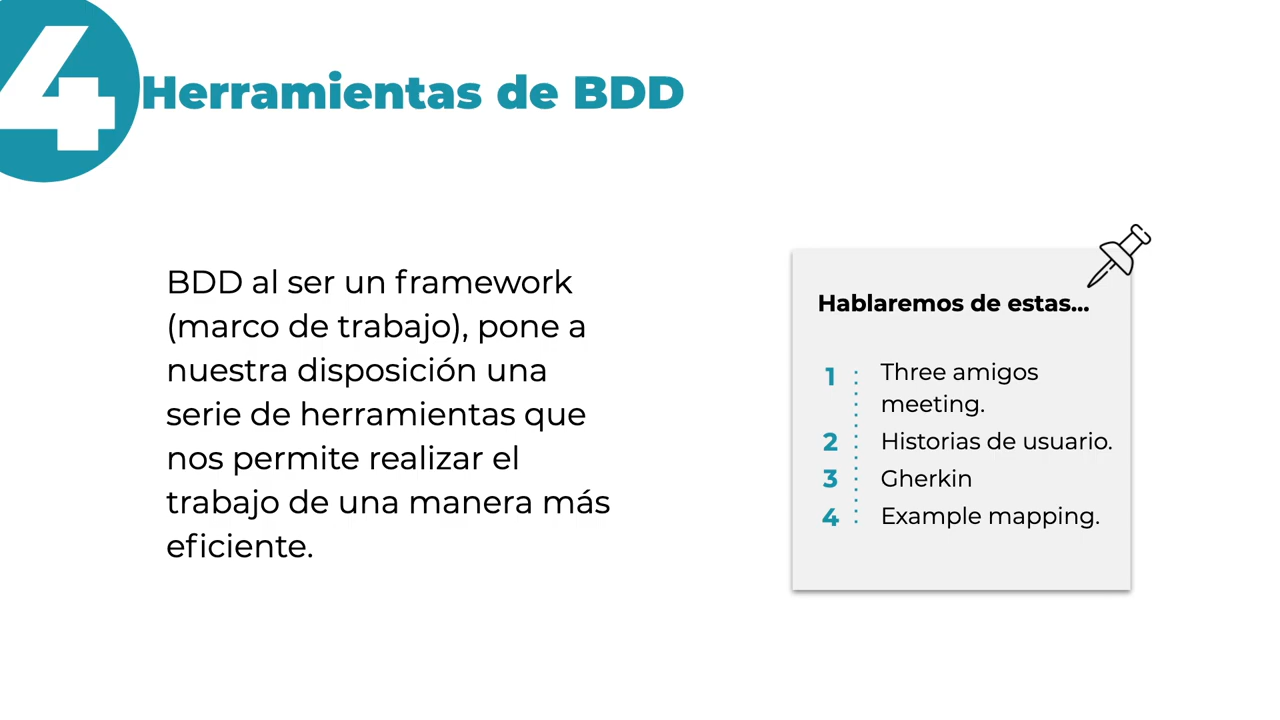 4
Herramientas de BDD
BDD al ser un framework
(marco de trabajo), pone a
nuestra disposición una
serie de herramientas que
nos permite realizar el
trabajo de una manera más
eficiente.
Hablaremos de estas...
1 Three amigos
meeting.
2 Historias de usuario.
3 Gherkin
4 Example mapping.